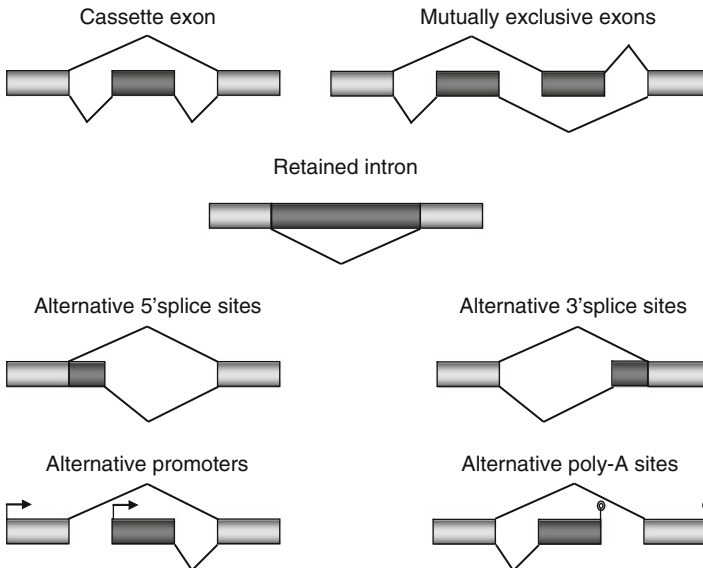 Cassette exon
Mutually exclusive exons
Retained intron
Alternative 5'splice sites
Alternative 3'splice sites
Alternative promoters
Alternative poly-A sites